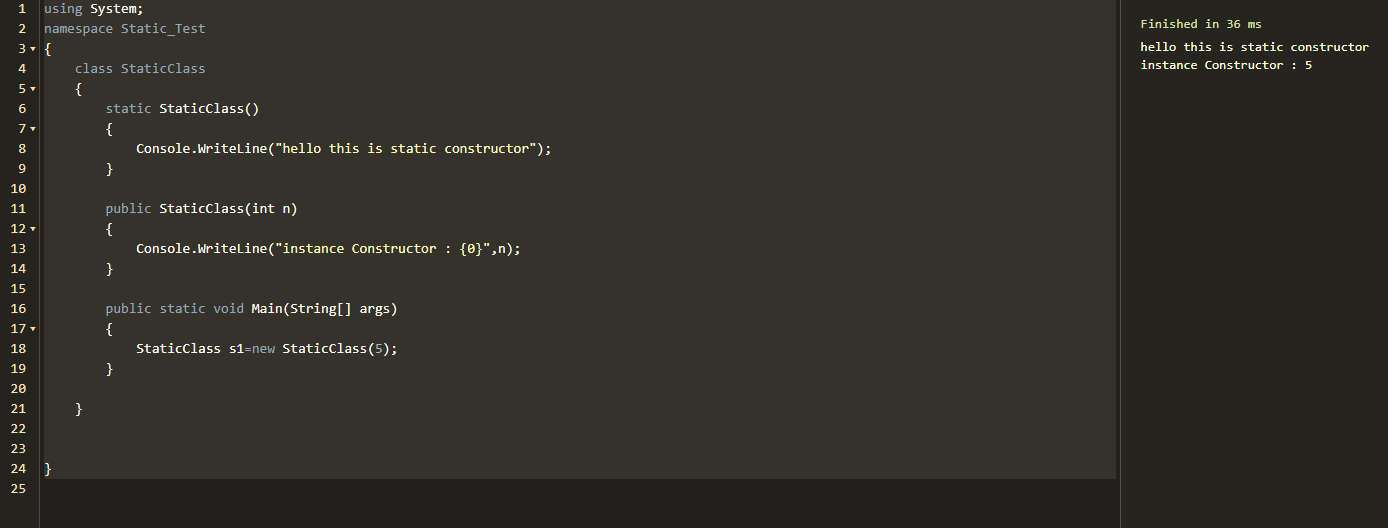 1 using System;
2 namespace Static_Test
3 {
4     class StaticClass
5     {
6         static StaticClass()
7         {
8             Console.WriteLine("hello this is static constructor");
9         }
10
11         public StaticClass(int n)
12         {
13             Console.WriteLine("instance Constructor : {0}",n);
14         }
15
16         public static void Main(String[] args)
17         {
18             StaticClass s1=new StaticClass(5);
19         }
20
21     }
22
23
24 }
25
Finished in 36 ms
hello this is static constructor
instance Constructor : 5